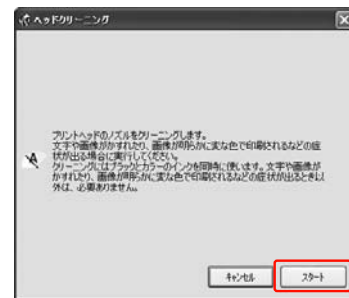 ヘッドクリーニング
プリントヘッドのノズルをクリーニングします。
文字や画像がかすれたり、画像が明らかに変な色で印刷されるなどの症
状が出る場合に実行してください。
クリーニングにはブラックとカラーのインクを同時に使います。文字や画像が
かすれたり、画像が明らかに変な色で印刷されるなどの症状が出るとき以
外は、必要ありません。
キャンセル
スタート